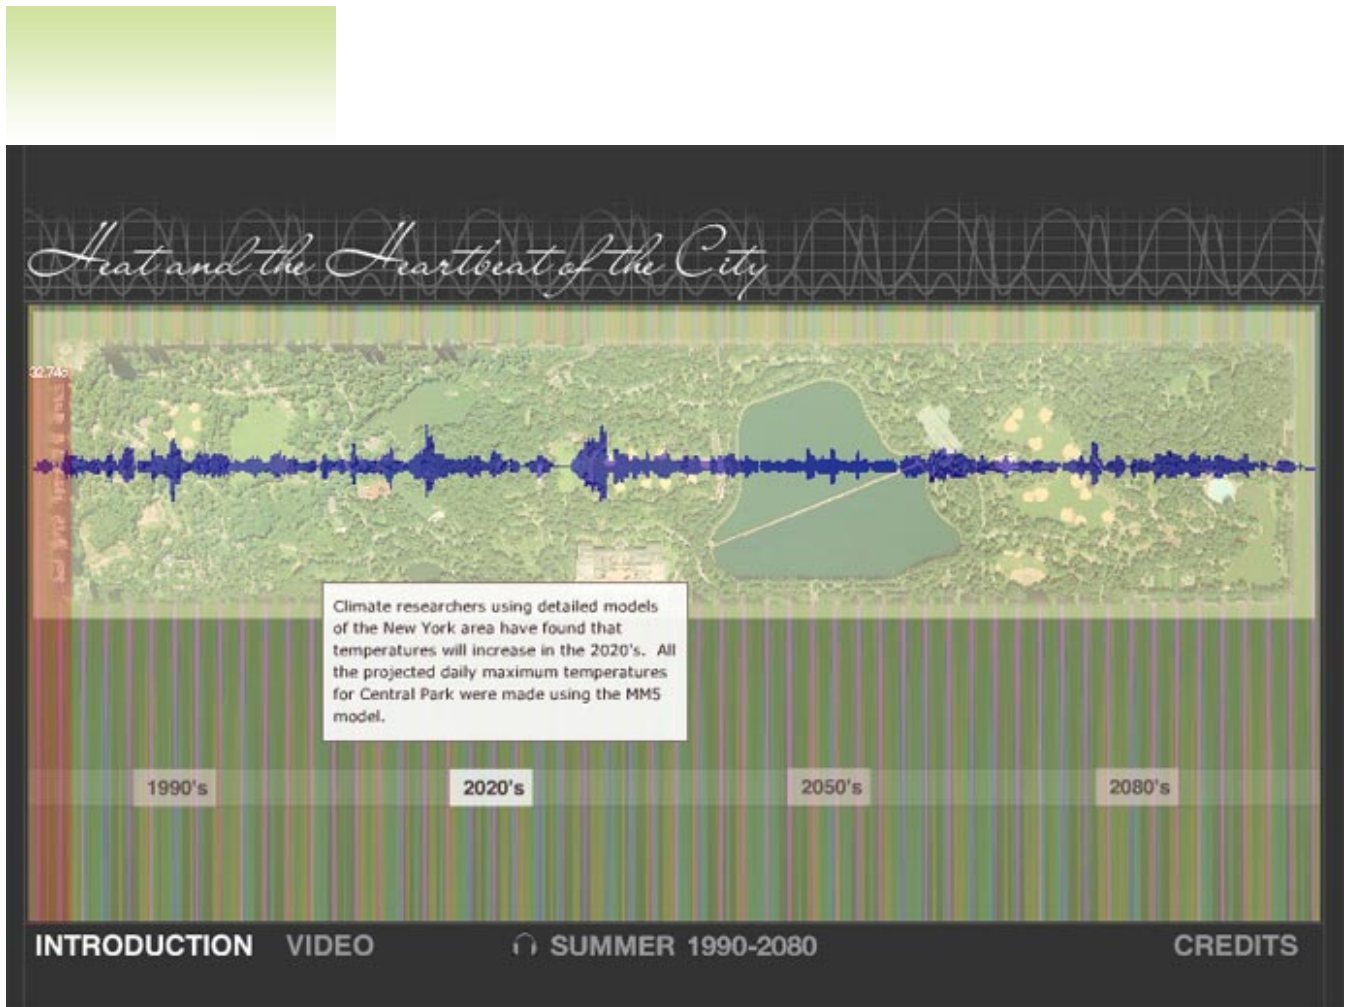 Heat and the Heartbeat of the City
32.74c
Climate researchers using detailed models
of the New York area have found that
temperatures will increase in the 2020's. All
the projected daily maximum temperatures
for Central Park were made using the MM5
model.
1990's 2020's 2050's 2080's
INTRODUCTION VIDEO SUMMER 1990-2080 CREDITS